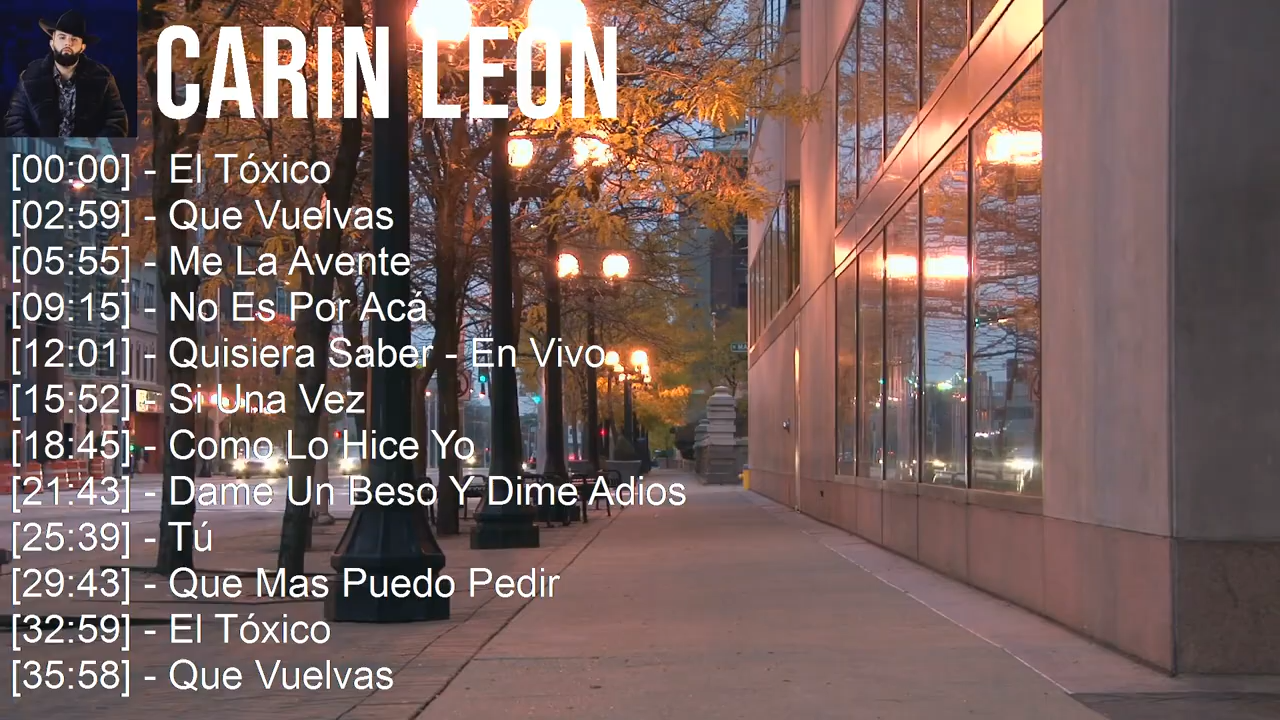 CARIN LEON
[00:00] - El Tóxico
[02:59] - Que Vuelvas
[05:55] - Me La Avente
[09:15] - No Es Por Acá
[12:01] - Quisiera Saber - En Vivo
[15:52] - Si Una Vez
[18:45] - Como Lo Hice Yo
[21:43] - Dame Un Beso Y Dime Adios
[25:39] - Tú
[29:43] - Que Mas Puedo Pedir
[32:59] - El Tóxico
[35:58] - Que Vuelvas